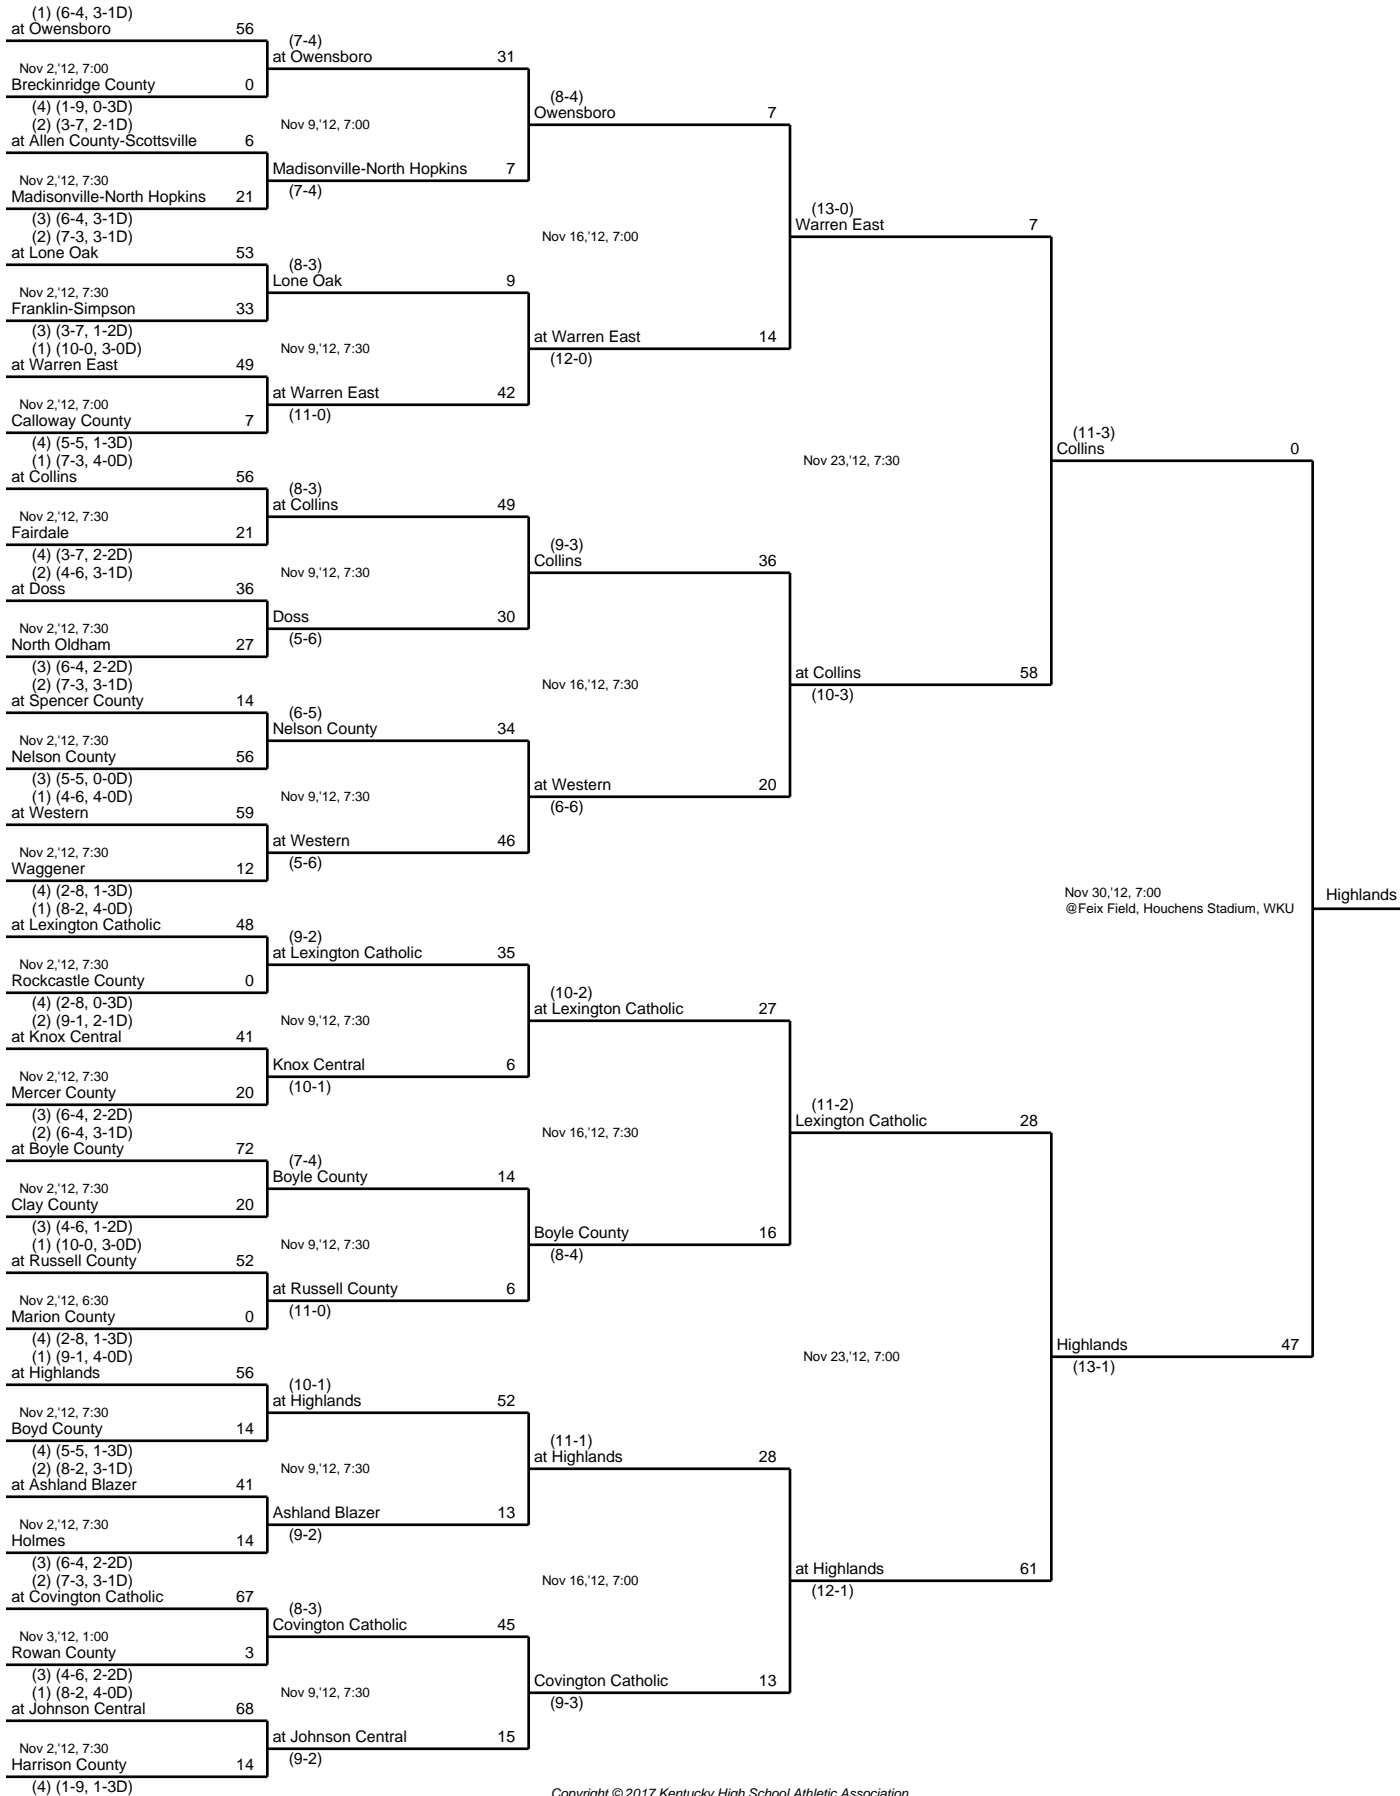 (1) (6-4, 3-1D)
at Owensboro 56
Nov 2,'12, 7:00
Breckinridge County 0
(4) (1-9, 0-3D)
(2) (3-7, 2-1D)
at Allen County-Scottsville 6
Nov 2,'12, 7:30
Madisonville-North Hopkins 21
(3) (6-4, 3-1D)
(2) (7-3, 3-1D)
at Lone Oak 53
Nov 2,'12, 7:30
Franklin-Simpson 33
(3) (3-7, 1-2D)
(1) (10-0, 3-0D)
at Warren East 49
Nov 2,'12, 7:00
Calloway County 7
(4) (5-5, 1-3D)
(1) (7-3, 4-0D)
at Collins 56
Nov 2,'12, 7:30
Fairdale 21
(4) (3-7, 2-2D)
(2) (4-6, 3-1D)
at Doss 36
Nov 2,'12, 7:30
North Oldham 27
(3) (6-4, 2-2D)
(2) (7-3, 3-1D)
at Spencer County 14
Nov 2,'12, 7:30
Nelson County 56
(3) (5-5, 0-0D)
(1) (4-6, 4-0D)
at Western 59
Nov 2,'12, 7:30
Waggener 12
(4) (2-8, 1-3D)
(1) (8-2, 4-0D)
at Lexington Catholic 48
Nov 2,'12, 7:30
Rockcastle County 0
(4) (2-8, 0-3D)
(2) (9-1, 2-1D)
at Knox Central 41
Nov 2,'12, 7:30
Mercer County 20
(3) (6-4, 2-2D)
(2) (6-4, 3-1D)
at Boyle County 72
Nov 2,'12, 7:30
Clay County 20
(3) (4-6, 1-2D)
(1) (10-0, 3-0D)
at Russell County 52
Nov 2,'12, 6:30
Marion County 0
(4) (2-8, 1-3D)
(1) (9-1, 4-0D)
at Highlands 56
Nov 2,'12, 7:30
Boyd County 14
(4) (5-5, 1-3D)
(2) (8-2, 3-1D)
at Ashland Blazer 41
Nov 2,'12, 7:30
Holmes 14
(3) (6-4, 2-2D)
(2) (7-3, 3-1D)
at Covington Catholic 67
Nov 3,'12, 1:00
Rowan County 3
(3) (4-6, 2-2D)
(1) (8-2, 4-0D)
at Johnson Central 68
Nov 2,'12, 7:30
Harrison County 14
(4) (1-9, 1-3D)
(7-4)
at Owensboro 31
Nov 9,'12, 7:00
Madisonville-North Hopkins 7
(7-4)
(8-3)
Lone Oak 9
Nov 9,'12, 7:30
at Warren East 42
(11-0)
(8-3)
at Collins 49
Nov 9,'12, 7:30
Doss 30
(5-6)
(6-5)
Nelson County 34
Nov 9,'12, 7:30
at Western 46
(5-6)
(9-2)
at Lexington Catholic 35
Nov 9,'12, 7:30
Knox Central 6
(10-1)
(7-4)
Boyle County 14
Nov 9,'12, 7:30
at Russell County 6
(11-0)
(10-1)
at Highlands 52
Nov 9,'12, 7:30
Ashland Blazer 13
(9-2)
(8-3)
Covington Catholic 45
Nov 9,'12, 7:30
at Johnson Central 15
(9-2)
(8-4)
Owensboro 7
Nov 16,'12, 7:00
at Warren East 14
(12-0)
(9-3)
Collins 36
Nov 16,'12, 7:30
at Western 20
(6-6)
(10-2)
at Lexington Catholic 27
Nov 16,'12, 7:30
Boyle County 16
(8-4)
(11-1)
at Highlands 28
Nov 16,'12, 7:00
Covington Catholic 13
(9-3)
(13-0)
Warren East 7
Nov 23,'12, 7:30
at Collins 58
(10-3)
(11-2)
Lexington Catholic 28
Nov 23,'12, 7:00
at Highlands 61
(12-1)
(11-3)
Collins 0
Nov 30,'12, 7:00
@Feix Field, Houchens Stadium, WKU
Highlands 47
(13-1)
Highlands
Copyright © 2017 Kentucky High School Athletic Association